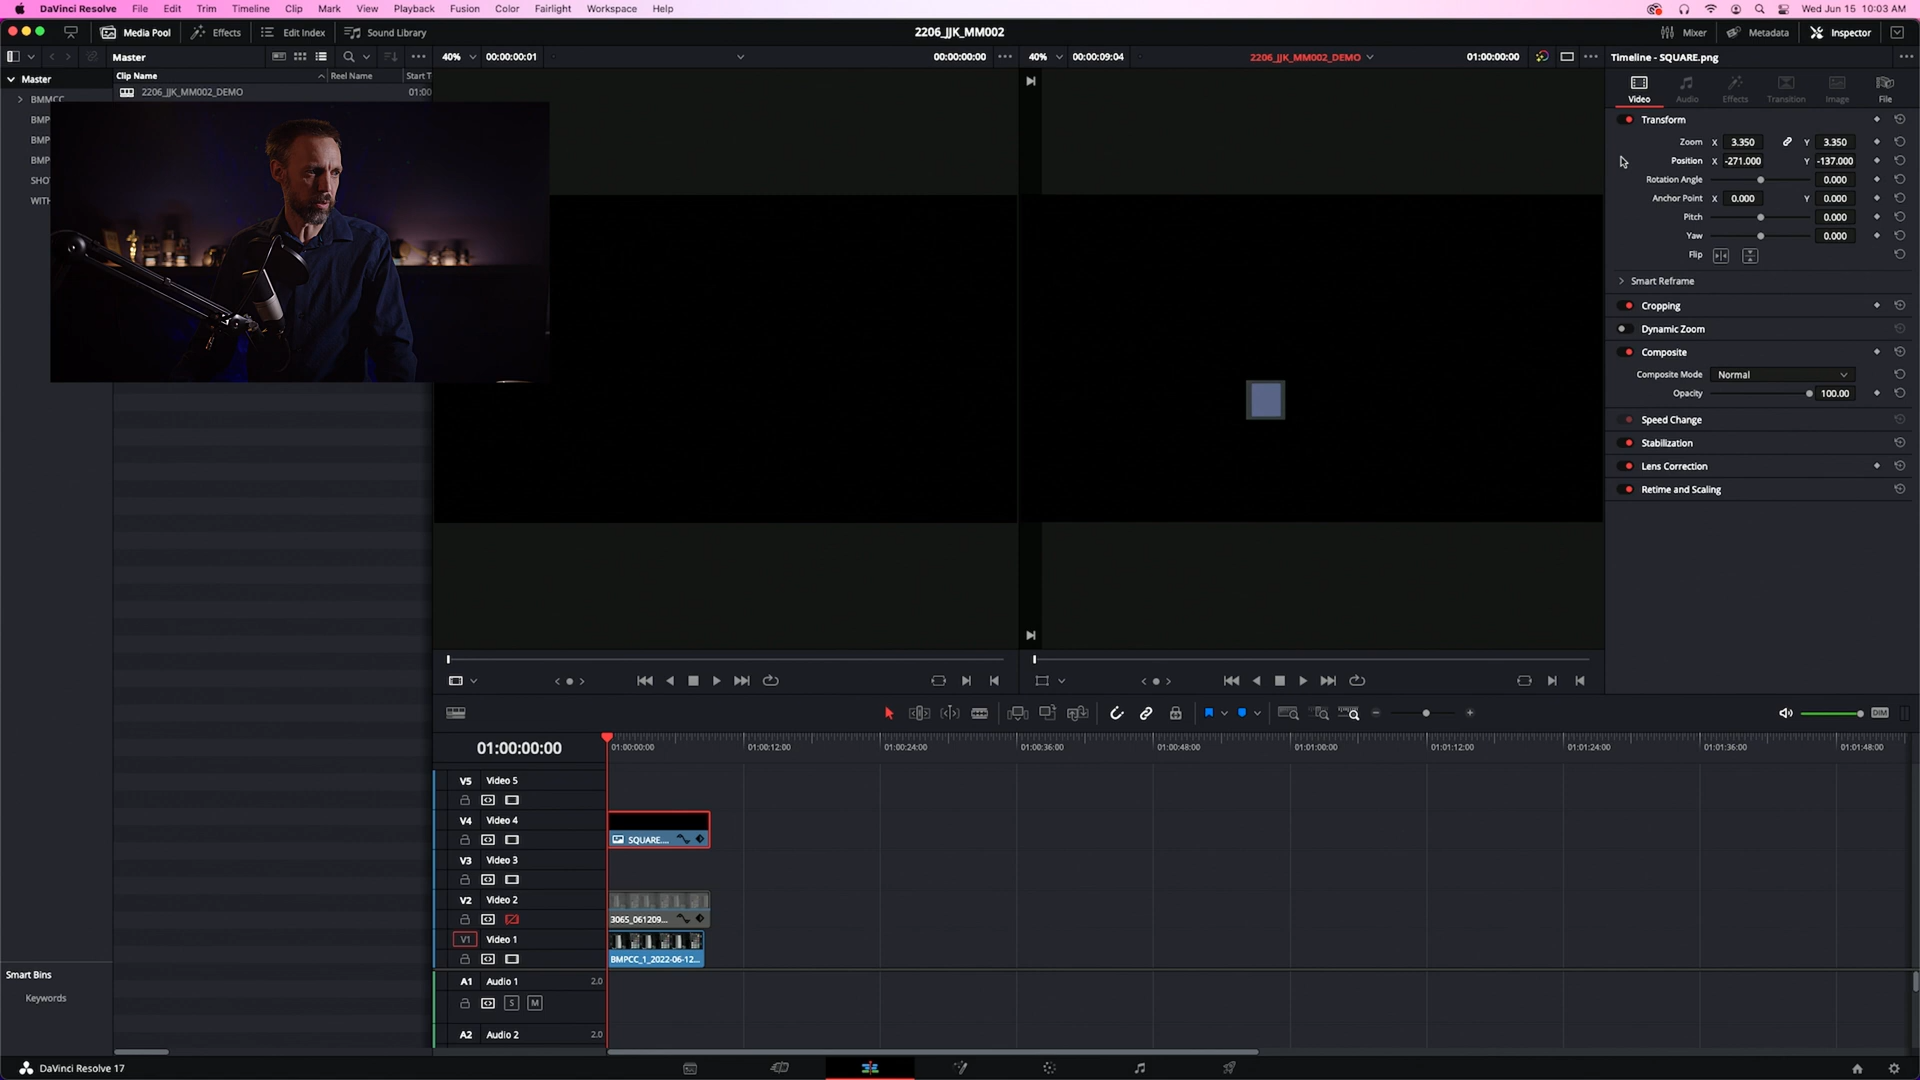 DaVinci Resolve File Edit Trim Timeline Clip Mark View Playback Fusion Color Fairlight Workspace Help Wed Jun 15 10:03 AM
Media Pool Effects Edit Index Sound Library 2206_JJK_MM002 Mixer Metadata Inspector
Master 40% 00:00:00:01 00:00:00:00 40% 00:00:09:04 2206_JJK_MM002_DEMO 01:00:00:00 Timeline - SQUARE.png
Master Clip Name Reel Name Start T
2206_JJK_MM002_DEMO 01:00
BMMCC
BMP
BMP
BMP
SHO
WITH
Video Audio Effects Transition Image File
Transform
Zoom X 3.350 Y 3.350
Position X -271.000 Y -137.000
Rotation Angle 0.000
Anchor Point X 0.000 Y 0.000
Pitch 0.000
Yaw 0.000
Flip
Smart Reframe
Cropping
Dynamic Zoom
Composite
Composite Mode Normal
Opacity 100.00
Speed Change
Stabilization
Lens Correction
Retime and Scaling
DIM
01:00:00:00 01:00:00:00 01:00:12:00 01:00:24:00 01:00:36:00 01:00:48:00 01:01:00:00 01:01:12:00 01:01:24:00 01:01:36:00 01:01:48:00
V5 Video 5
V4 Video 4
SQUARE....
V3 Video 3
V2 Video 2
3065_061209...
V1 Video 1
BMPCC_1_2022-06-12...
A1 Audio 1 2.0
S M
A2 Audio 2 2.0
Smart Bins
Keywords
DaVinci Resolve 17